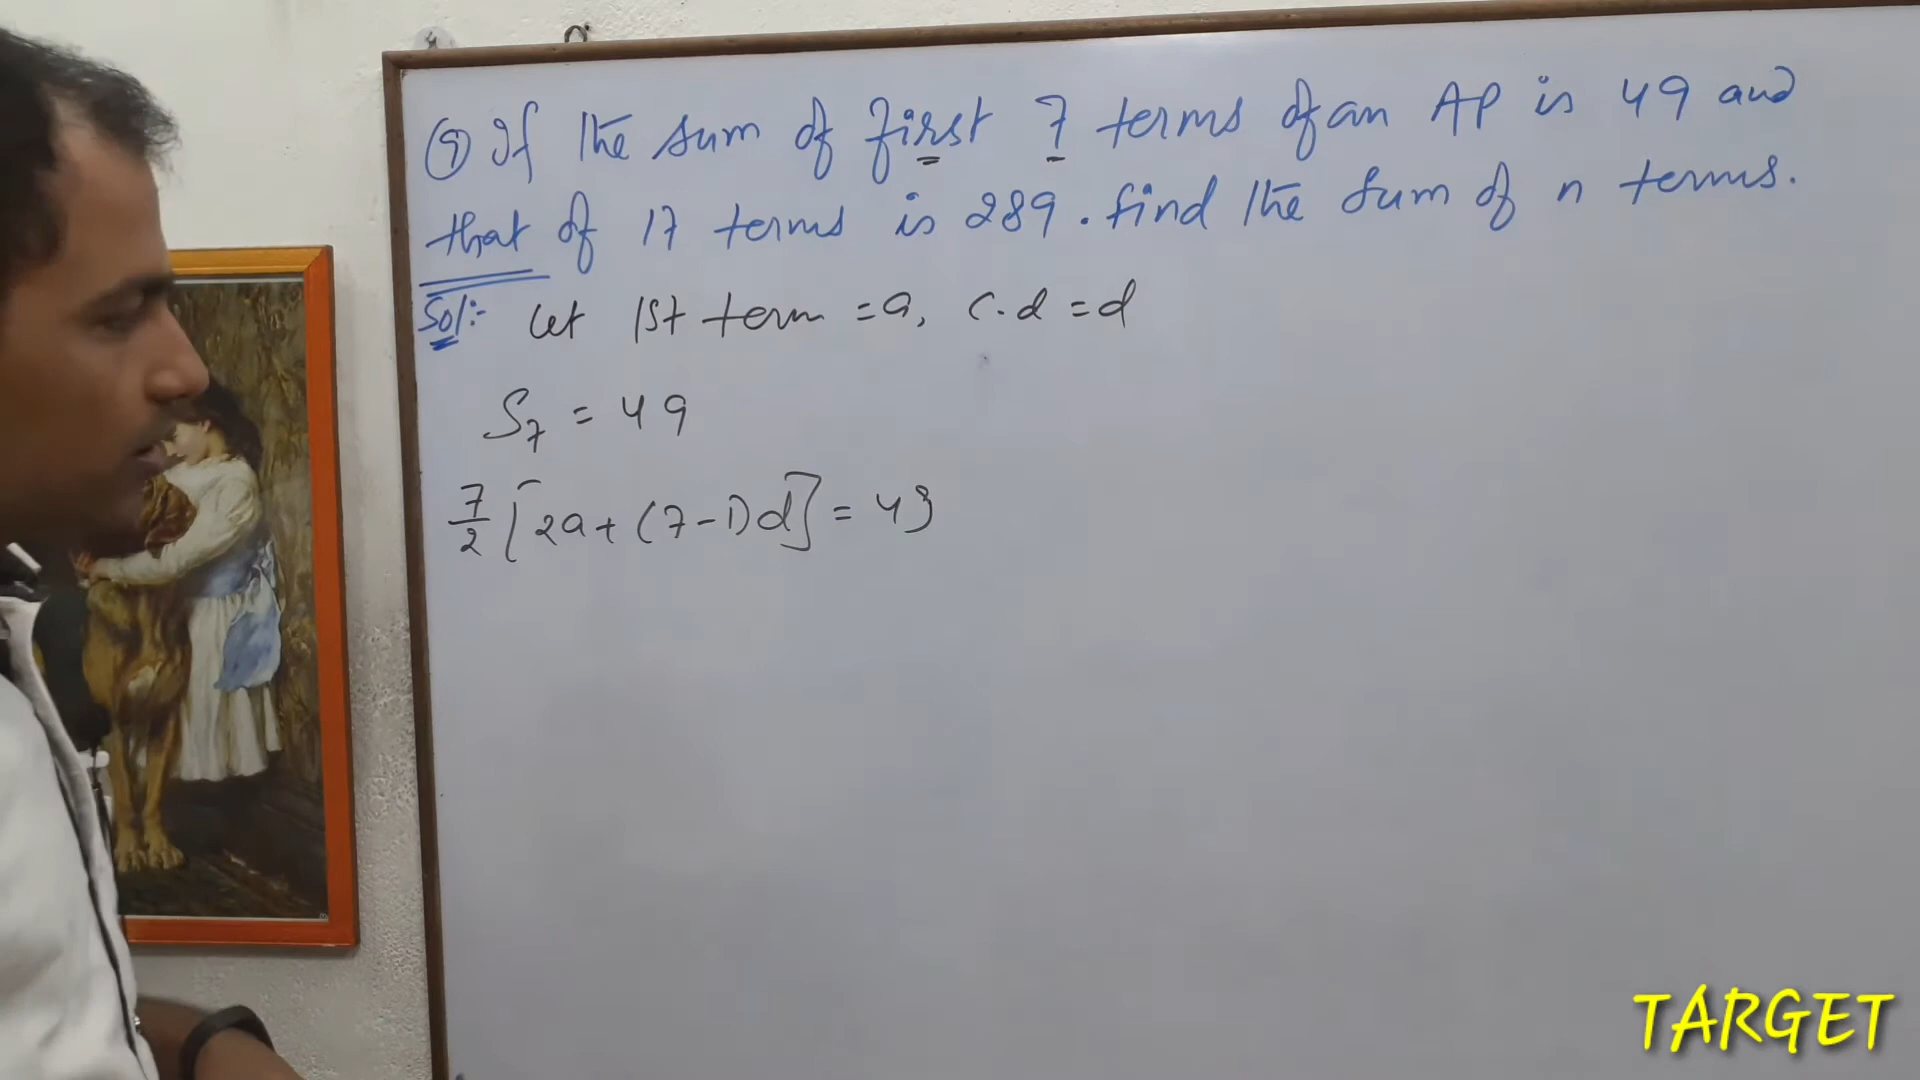 ⑨ If the sum of first 7 terms of an AP is 49 and
that of 17 terms is 289. find the sum of n terms.
Sol:- Let 1st term = a, C.d = d
S₇ = 49
7/2 [2a + (7-1)d] = 49
TARGET